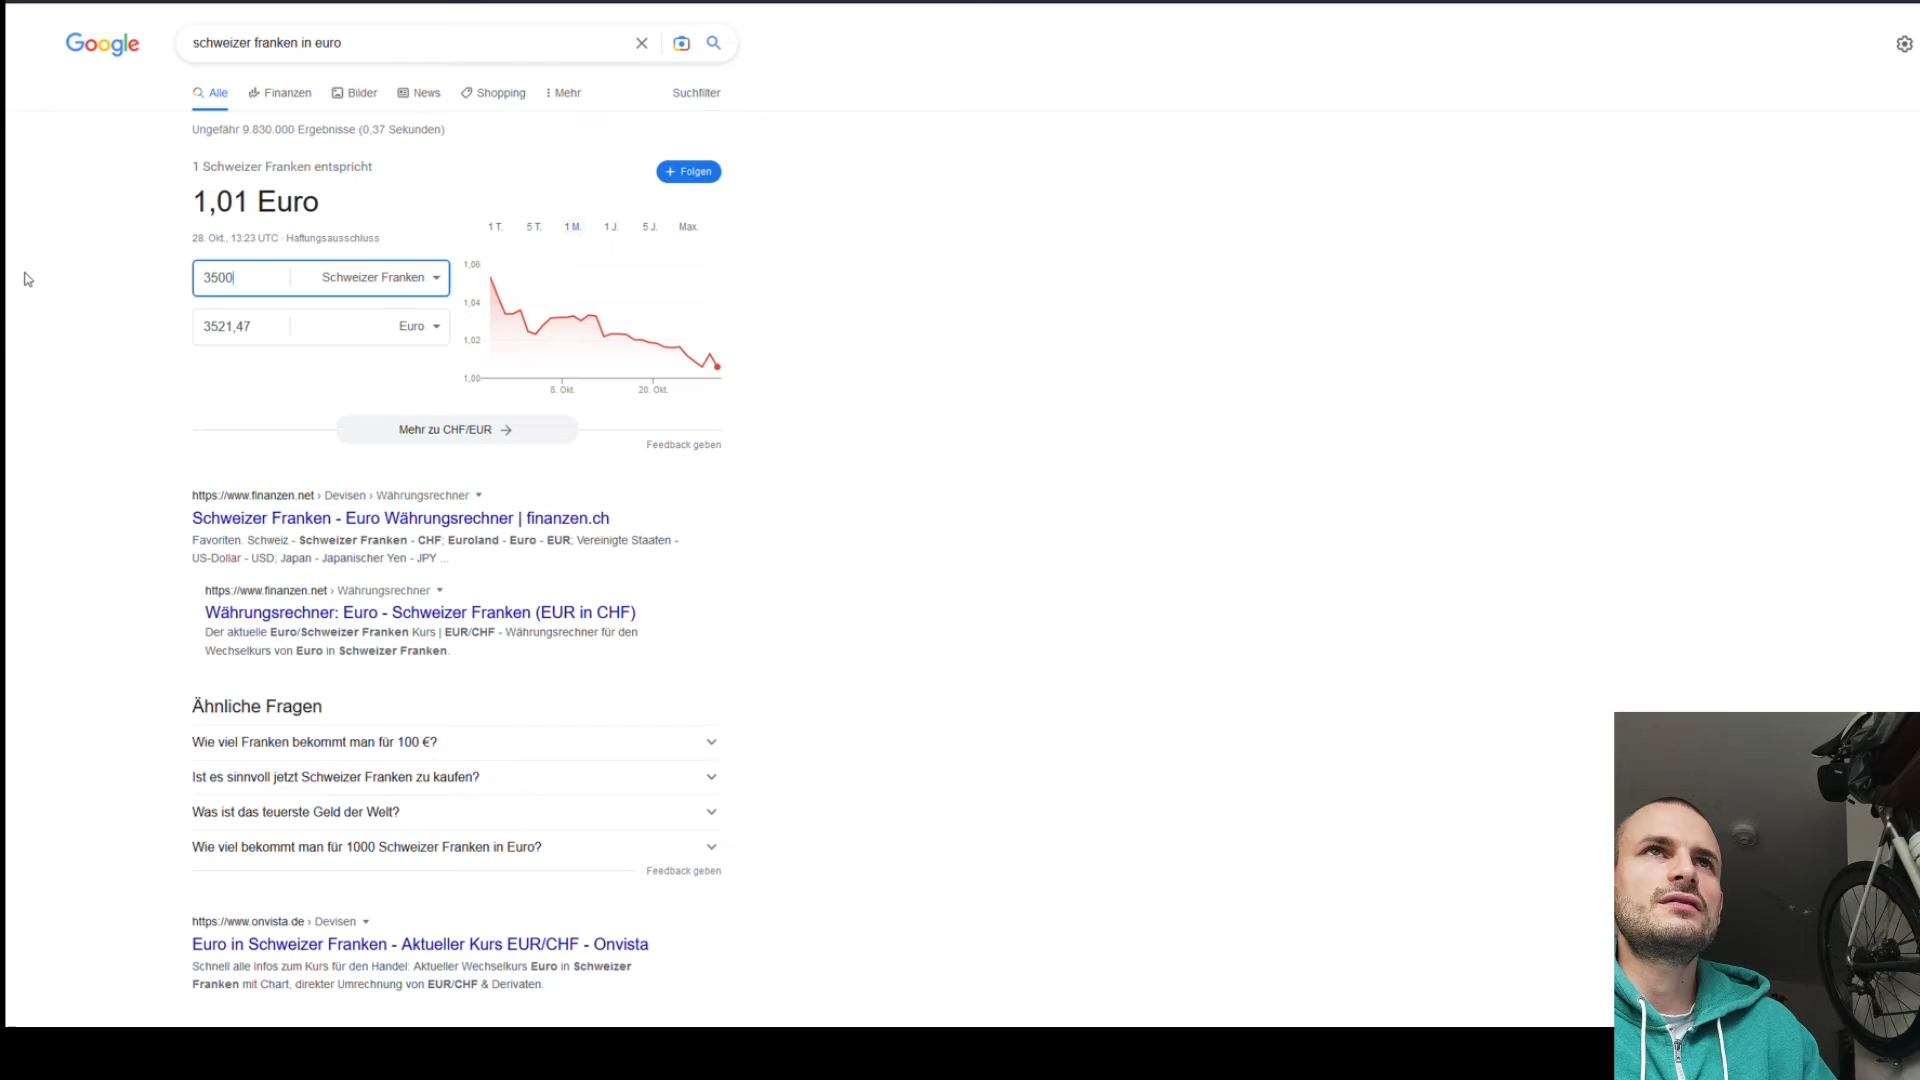 Google
schweizer franken in euro
Alle Finanzen Bilder News Shopping Mehr Suchfilter
Ungefähr 9.830.000 Ergebnisse (0,37 Sekunden)
1 Schweizer Franken entspricht
+ Folgen
1,01 Euro
28. Okt., 13:23 UTC · Haftungsausschluss
1 T. 5 T. 1 M. 1 J. 5 J. Max.
3500 Schweizer Franken
3521,47 Euro
1,06
1,04
1,02
1,00
8. Okt. 20. Okt.
Mehr zu CHF/EUR →
Feedback geben
https://www.finanzen.net › Devisen › Währungsrechner
Schweizer Franken - Euro Währungsrechner | finanzen.ch
Favoriten. Schweiz - Schweizer Franken - CHF; Euroland - Euro - EUR; Vereinigte Staaten -
US-Dollar - USD; Japan - Japanischer Yen - JPY ...
https://www.finanzen.net › Währungsrechner
Währungsrechner: Euro - Schweizer Franken (EUR in CHF)
Der aktuelle Euro/Schweizer Franken Kurs | EUR/CHF - Währungsrechner für den
Wechselkurs von Euro in Schweizer Franken.
Ähnliche Fragen
Wie viel Franken bekommt man für 100 €?
Ist es sinnvoll jetzt Schweizer Franken zu kaufen?
Was ist das teuerste Geld der Welt?
Wie viel bekommt man für 1000 Schweizer Franken in Euro?
Feedback geben
https://www.onvista.de › Devisen
Euro in Schweizer Franken - Aktueller Kurs EUR/CHF - Onvista
Schnell alle Infos zum Kurs für den Handel: Aktueller Wechselkurs Euro in Schweizer
Franken mit Chart, direkter Umrechnung von EUR/CHF & Derivaten.